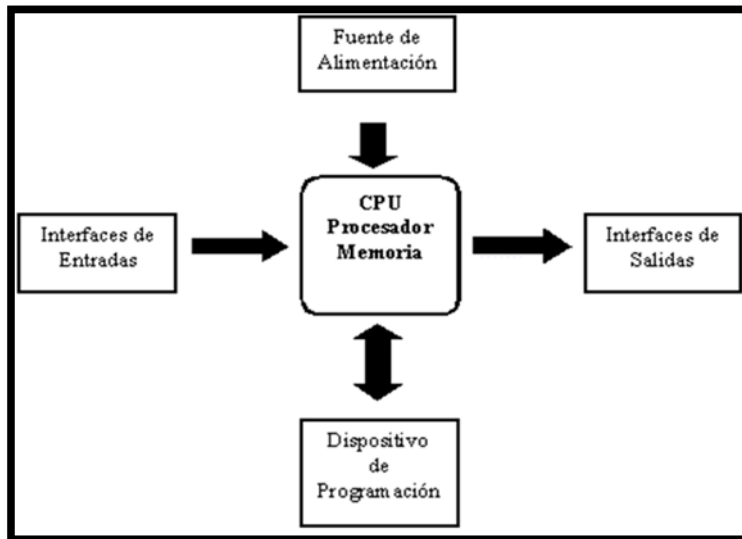 Fuente de
Alimentación
CPU
Procesador
Memoria
Interfaces de
Entradas
Interfaces de
Salidas
Dispositivo
de
Programación